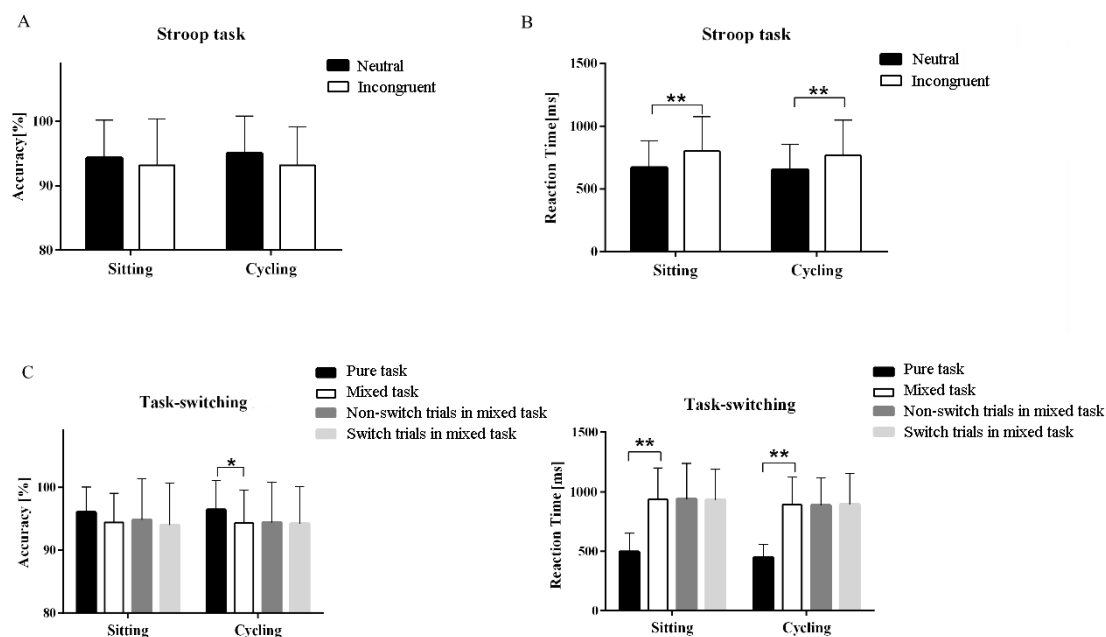 A
Stroop task
Neutral
Incongruent
Accuracy[%]
100
90
80
Sitting
Cycling
B
Stroop task
Neutral
Incongruent
Reaction Time[ms]
1500
1000
500
0
**
**
Sitting
Cycling
C
Pure task
Mixed task
Non-switch trials in mixed task
Switch trials in mixed task
Task-switching
Accuracy [%]
100
90
80
*
Sitting
Cycling
Pure task
Mixed task
Non-switch trials in mixed task
Switch trials in mixed task
Task-switching
Reaction Time [ms]
1500
1000
500
0
**
**
Sitting
Cycling